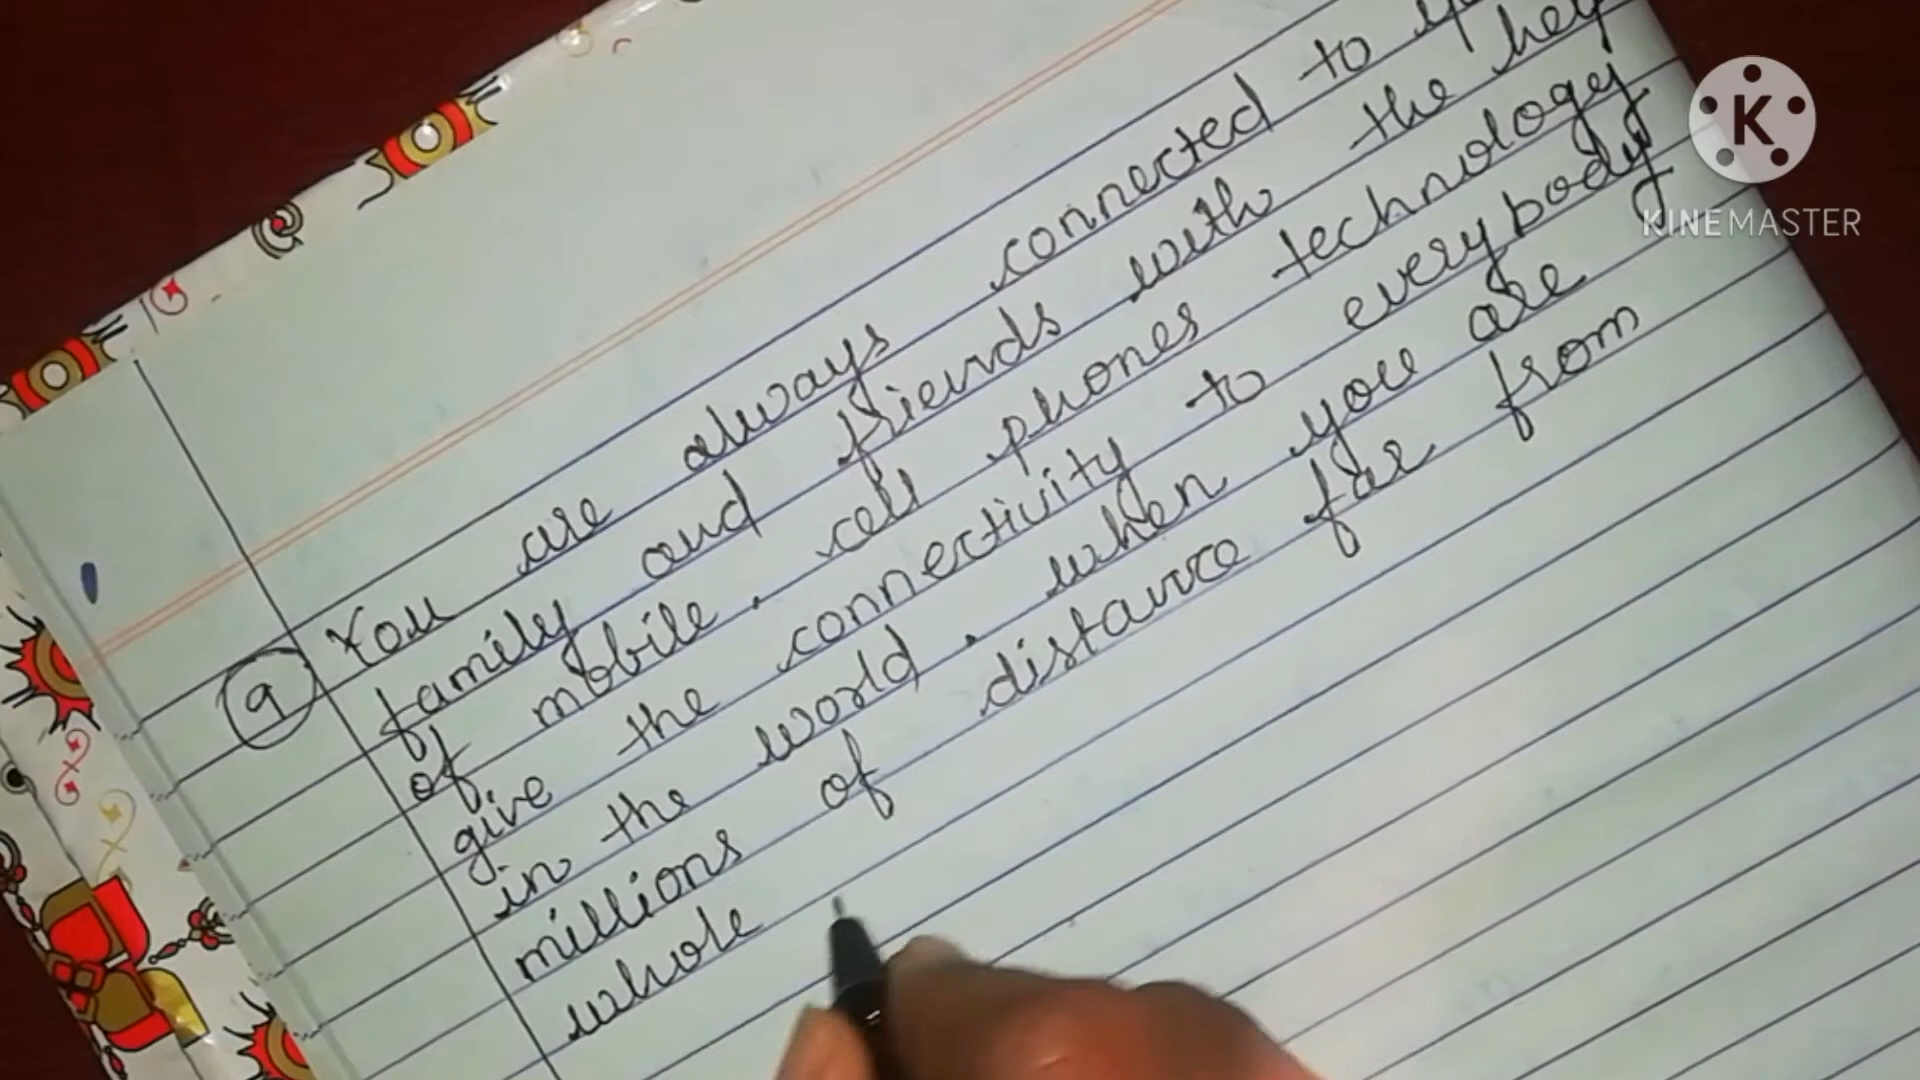 9 You are always connected to
family and friends with the
of mobile. cell phones technology
give the connectivity to everybody
in the world. when you are
millions of distance far from
whole
K
KINEMASTER